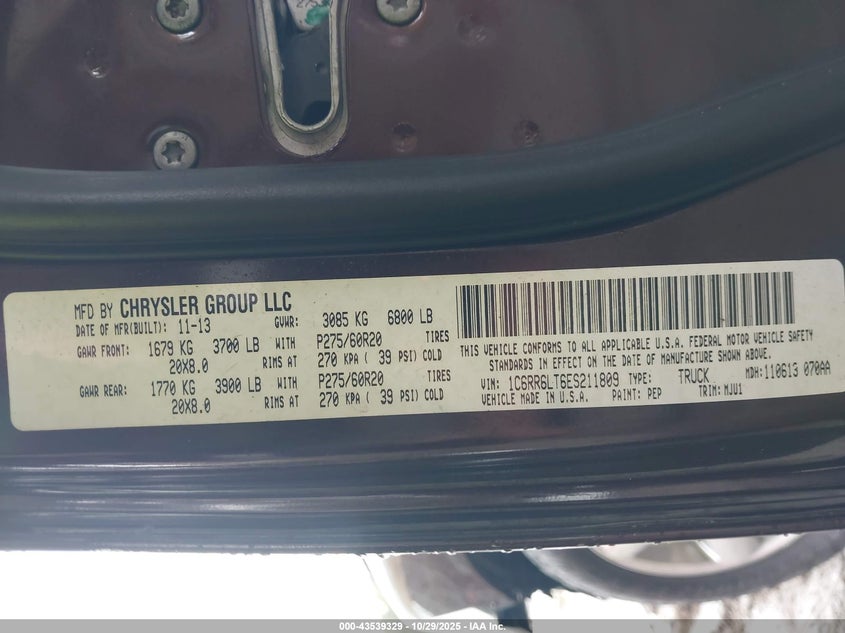 MFD BY CHRYSLER GROUP LLC
DATE OF MFR(BUILT): 11-13 GVWR: 3085 KG 6800 LB
GAWR FRONT: 1679 KG 3700 LB WITH P275/60R20 TIRES
20X8.0 RIMS AT 270 KPA ( 39 PSI) COLD
GAWR REAR: 1770 KG 3900 LB WITH P275/60R20 TIRES
20X8.0 RIMS AT 270 KPA ( 39 PSI) COLD
THIS VEHICLE CONFORMS TO ALL APPLICABLE U.S.A. FEDERAL MOTOR VEHICLE SAFETY
STANDARDS IN EFFECT ON THE DATE OF MANUFACTURE SHOWN ABOVE.
VIN: 1C6RR6LT6ES211809 TYPE: TRUCK MDH: 110613 070AA
VEHICLE MADE IN U.S.A. PAINT: PEP TRIM: MJU1
000-43539329 - 10/29/2025 - IAA Inc.